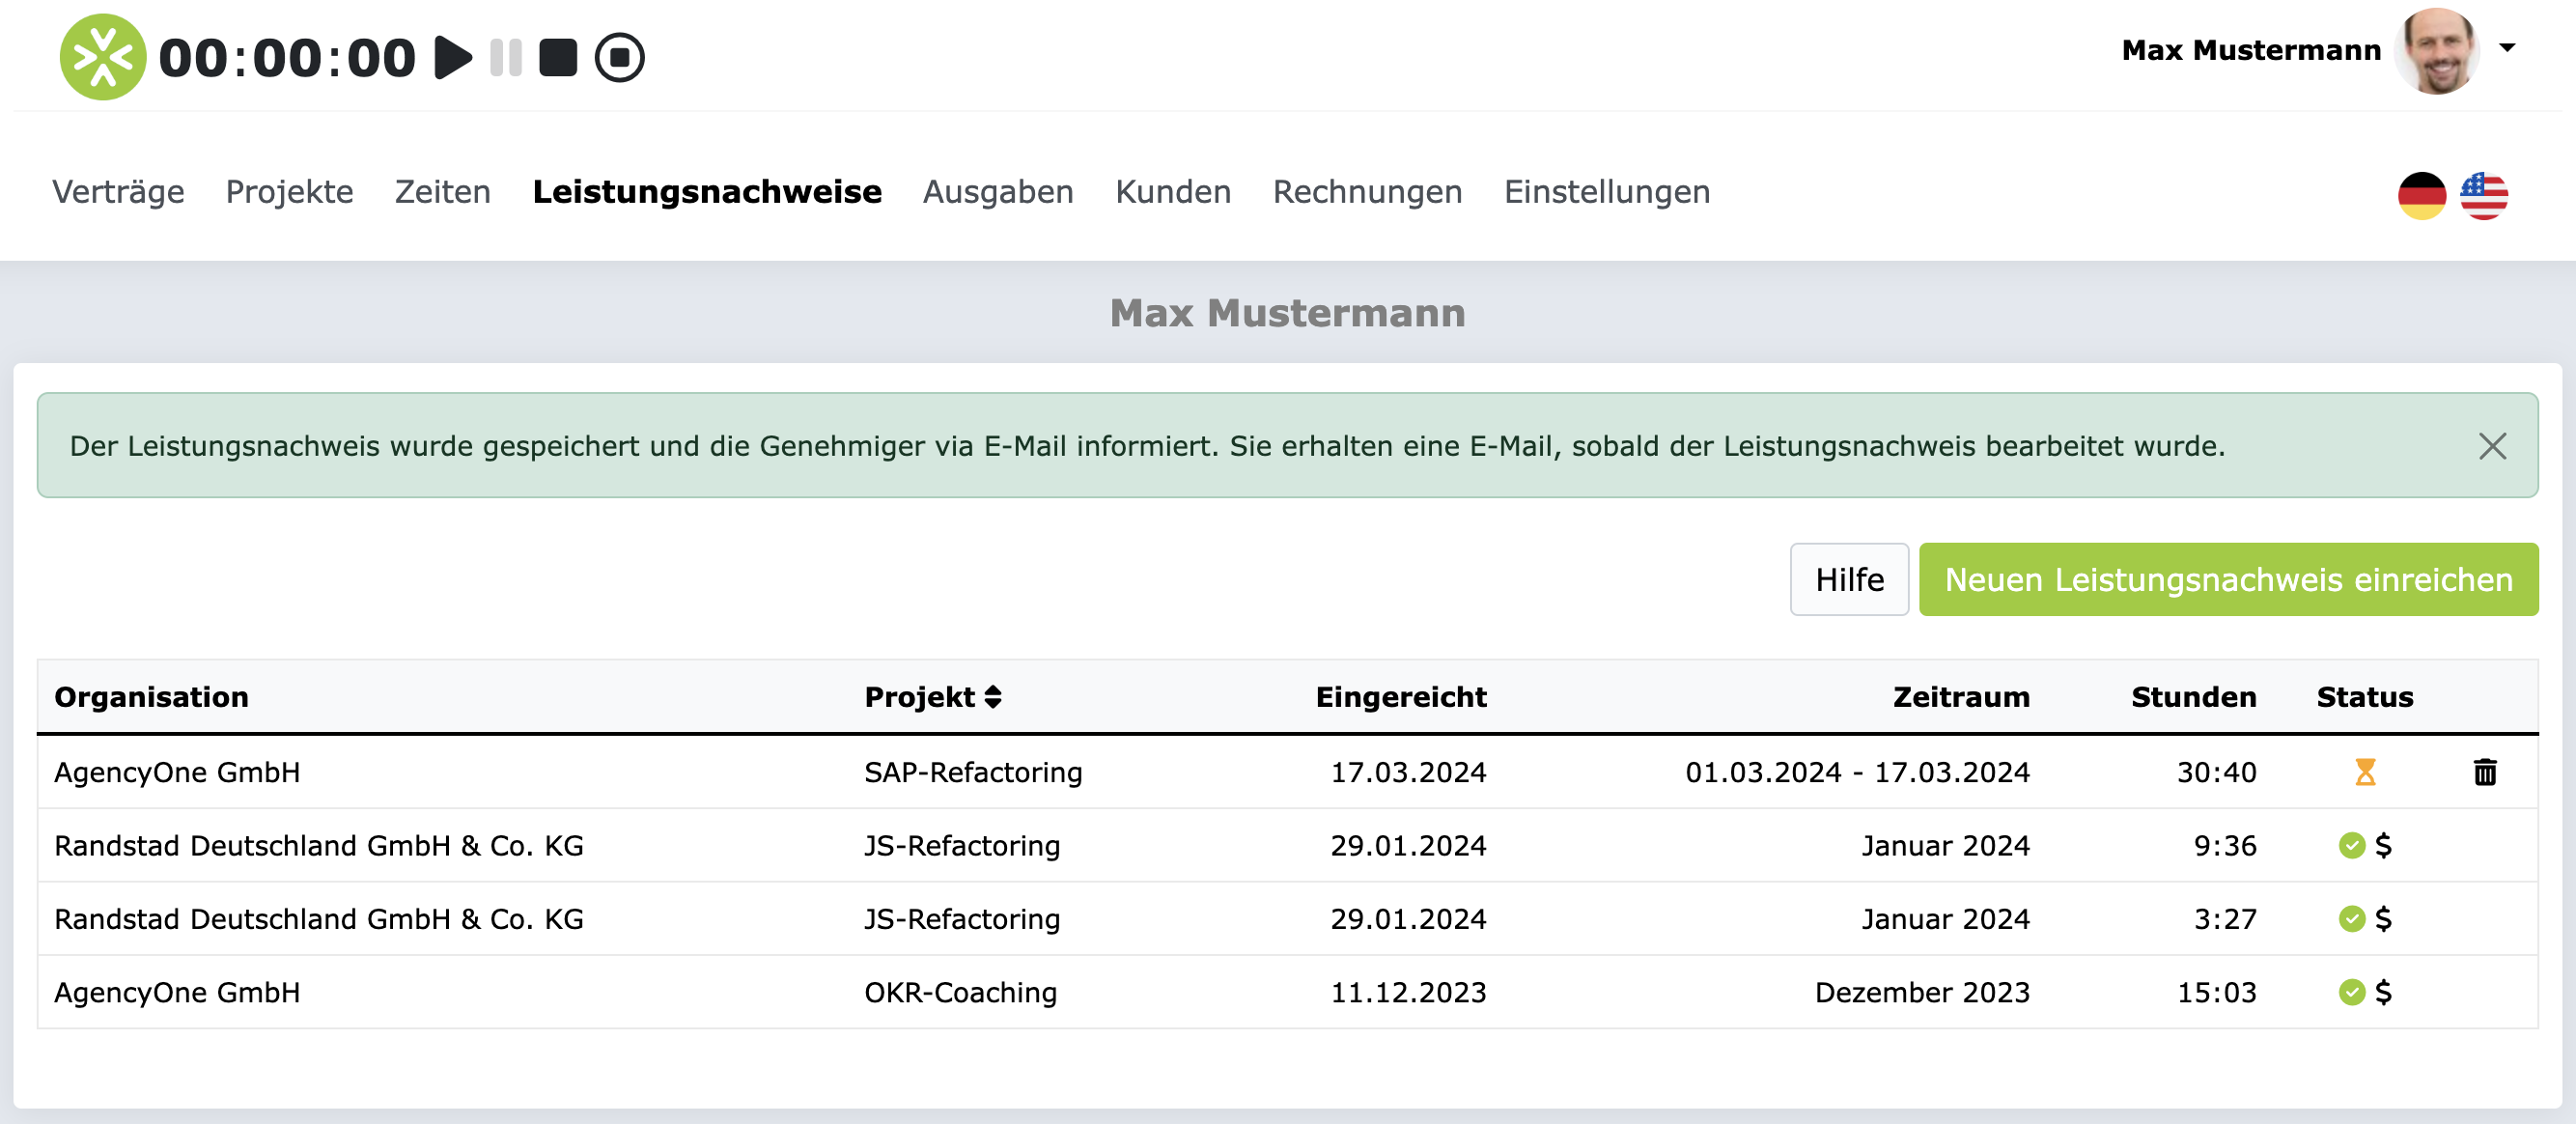 00:00:00
Max Mustermann
Verträge Projekte Zeiten Leistungsnachweise Ausgaben Kunden Rechnungen Einstellungen
Max Mustermann
Der Leistungsnachweis wurde gespeichert und die Genehmiger via E-Mail informiert. Sie erhalten eine E-Mail, sobald der Leistungsnachweis bearbeitet wurde.
Hilfe Neuen Leistungsnachweis einreichen
Organisation Projekt Eingereicht Zeitraum Stunden Status
AgencyOne GmbH SAP-Refactoring 17.03.2024 01.03.2024 - 17.03.2024 30:40
Randstad Deutschland GmbH & Co. KG JS-Refactoring 29.01.2024 Januar 2024 9:36 $
Randstad Deutschland GmbH & Co. KG JS-Refactoring 29.01.2024 Januar 2024 3:27 $
AgencyOne GmbH OKR-Coaching 11.12.2023 Dezember 2023 15:03 $